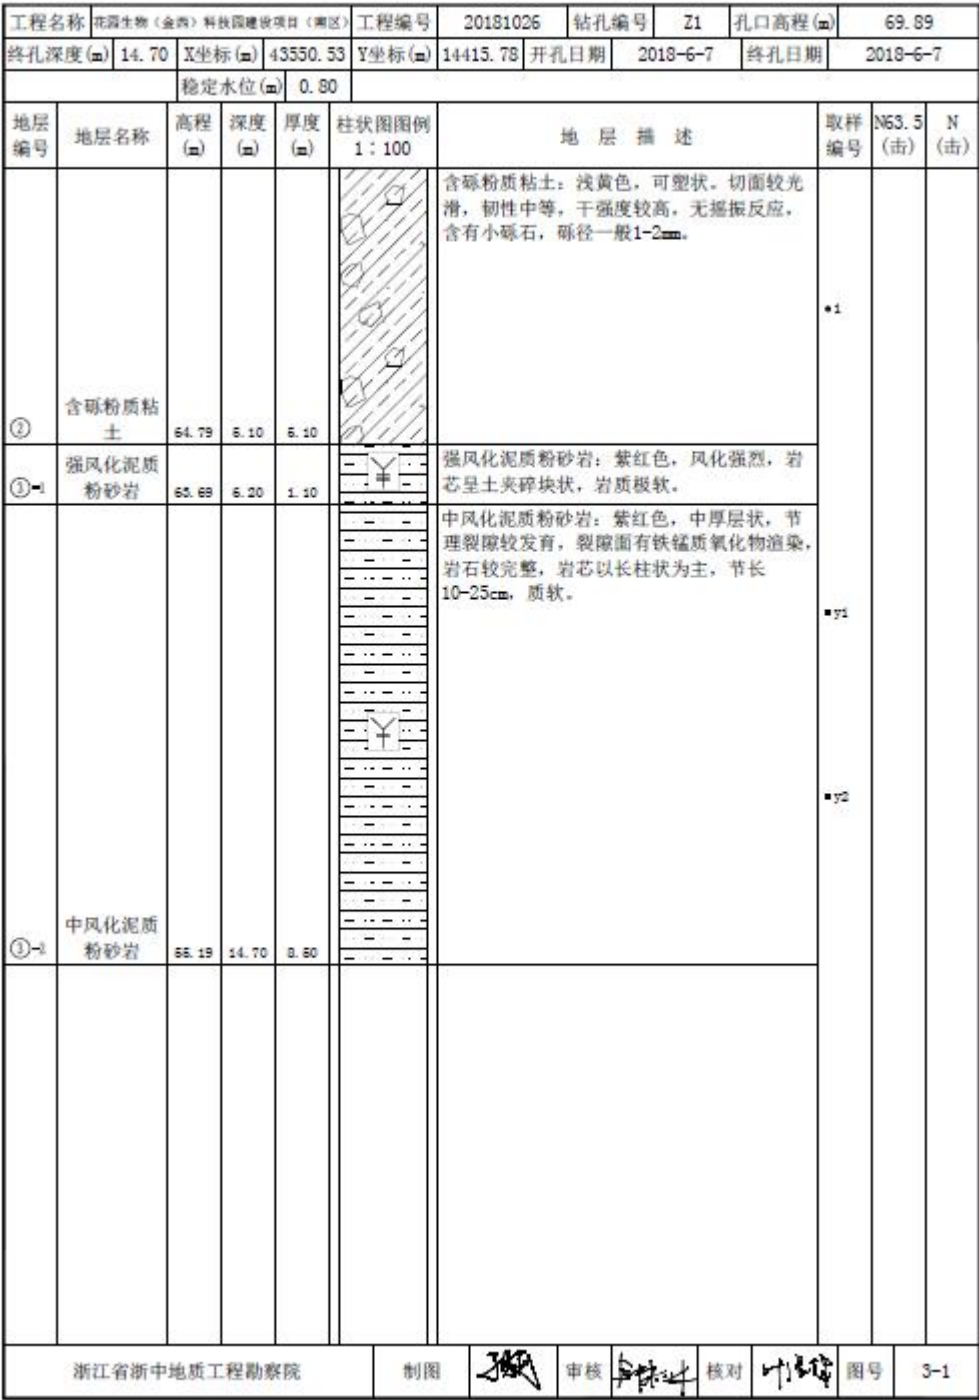 工程名称 花园生物（金西）科技园建设项目（南区） 工程编号 20181026 钻孔编号 Z1 孔口高程(m) 69.89
终孔深度(m) 14.70 X坐标(m) 43550.53 Y坐标(m) 14415.78 开孔日期 2018-6-7 终孔日期 2018-6-7
稳定水位(m) 0.80
地层编号 地层名称 高程(m) 深度(m) 厚度(m) 柱状图图例 1：100 地 层 描 述 取样编号 N63.5(击) N(击)
含砾粉质粘土：浅黄色，可塑状。切面较光
滑，韧性中等，干强度较高，无摇振反应，
含有小砾石，砾径一般1-2mm。
●1
② 含砾粉质粘土 64.79 5.10 5.10
强风化泥质粉砂岩：紫红色，风化强烈，岩
芯呈土夹碎块状，岩质极软。
③-1 强风化泥质粉砂岩 63.69 6.20 1.10
中风化泥质粉砂岩：紫红色，中厚层状，节
理裂隙较发育，裂隙面有铁锰质氧化物渲染，
岩石较完整，岩芯以长柱状为主，节长
10-25cm，质软。
■y1
■y2
③-2 中风化泥质粉砂岩 55.19 14.70 8.50
浙江省浙中地质工程勘察院 制图 审核 核对 图号 3-1